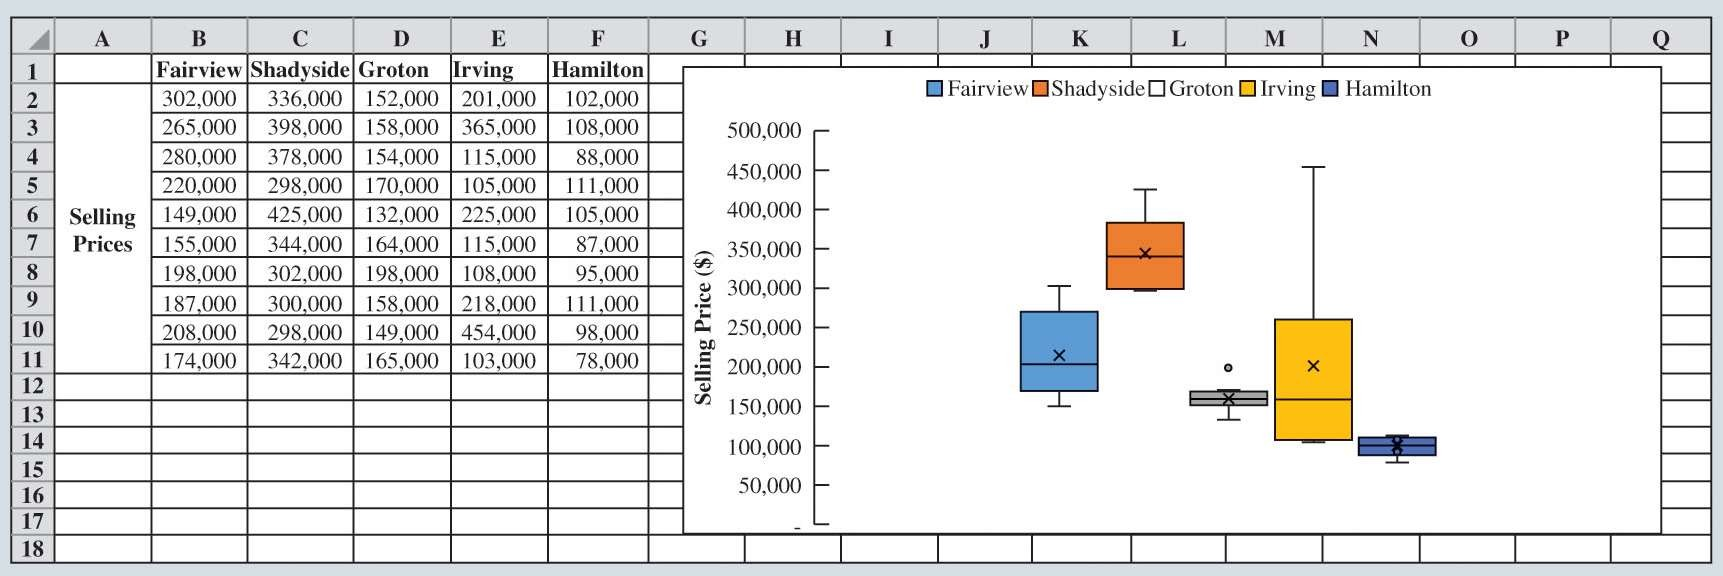 A B C D E F G H I J K L M N O P Q
1 Fairview Shadyside Groton Irving Hamilton
2 302,000 336,000 152,000 201,000 102,000
3 265,000 398,000 158,000 365,000 108,000
4 280,000 378,000 154,000 115,000 88,000
5 220,000 298,000 170,000 105,000 111,000
6 Selling 149,000 425,000 132,000 225,000 105,000
7 Prices 155,000 344,000 164,000 115,000 87,000
8 198,000 302,000 198,000 108,000 95,000
9 187,000 300,000 158,000 218,000 111,000
10 208,000 298,000 149,000 454,000 98,000
11 174,000 342,000 165,000 103,000 78,000
12
13
14
15
16
17
18
Fairview Shadyside Groton Irving Hamilton
Selling Price ($)
500,000
450,000
400,000
350,000
300,000
250,000
200,000
150,000
100,000
50,000
-